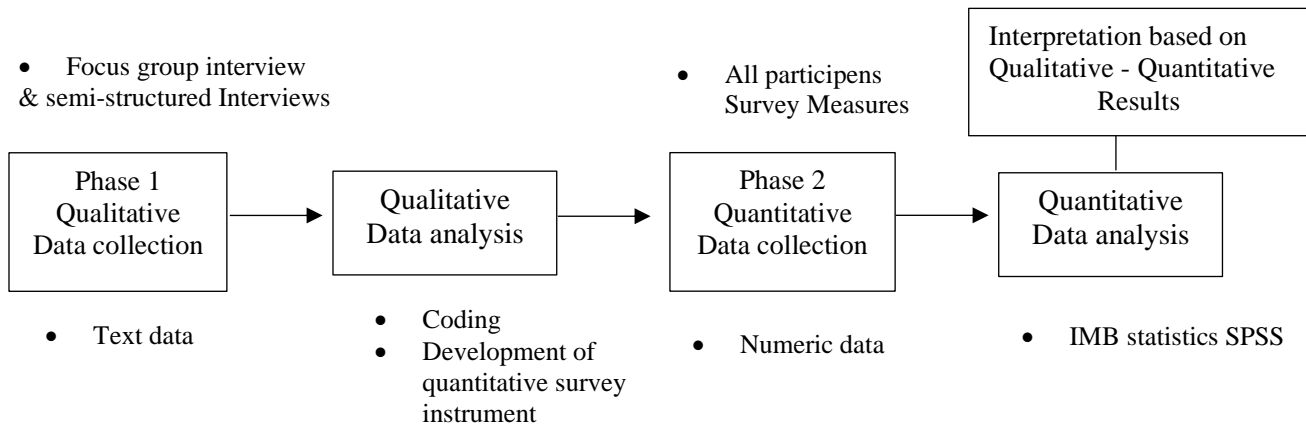 • Focus group interview
& semi-structured Interviews
• All participens
Survey Measures
Interpretation based on
Qualitative - Quantitative
Results
Phase 1
Qualitative
Data collection
Qualitative
Data analysis
Phase 2
Quantitative
Data collection
Quantitative
Data analysis
• Text data
• Coding
• Development of
quantitative survey
instrument
• Numeric data
• IMB statistics SPSS